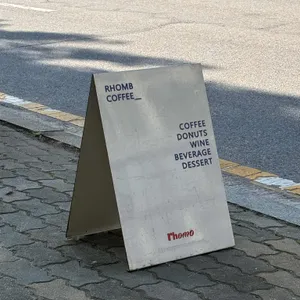 RHOMB
COFFEE_
COFFEE
DONUTS
WINE
BEVERAGE
DESSERT
rhomb